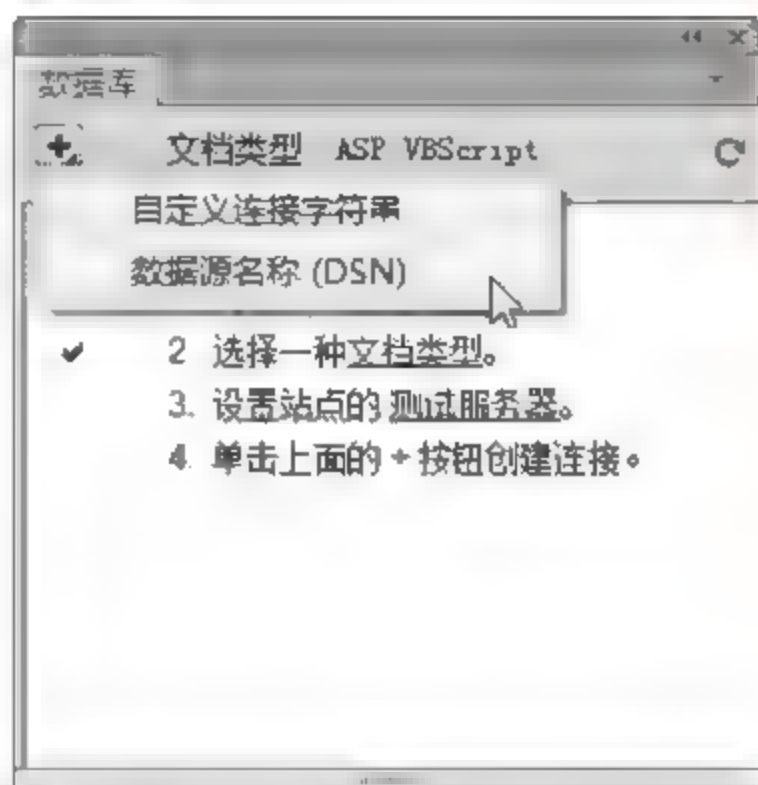 数据库
文档类型 ASP VBScript
自定义连接字符串
数据源名称 (DSN)
2 选择一种文档类型。
3. 设置站点的 测试服务器。
4 单击上面的 + 按钮创建连接。